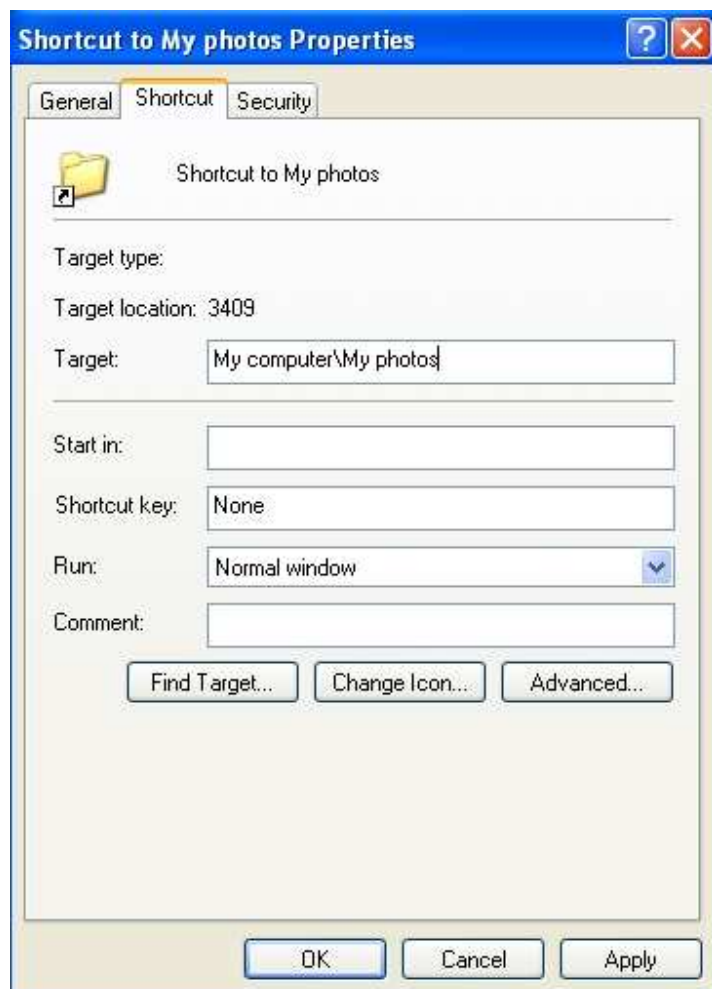 Shortcut to My photos Properties
General Shortcut Security
Shortcut to My photos
Target type:
Target location: 3409
Target: My computer\My photos
Start in:
Shortcut key: None
Run: Normal window
Comment:
Find Target... Change Icon... Advanced...
OK Cancel Apply